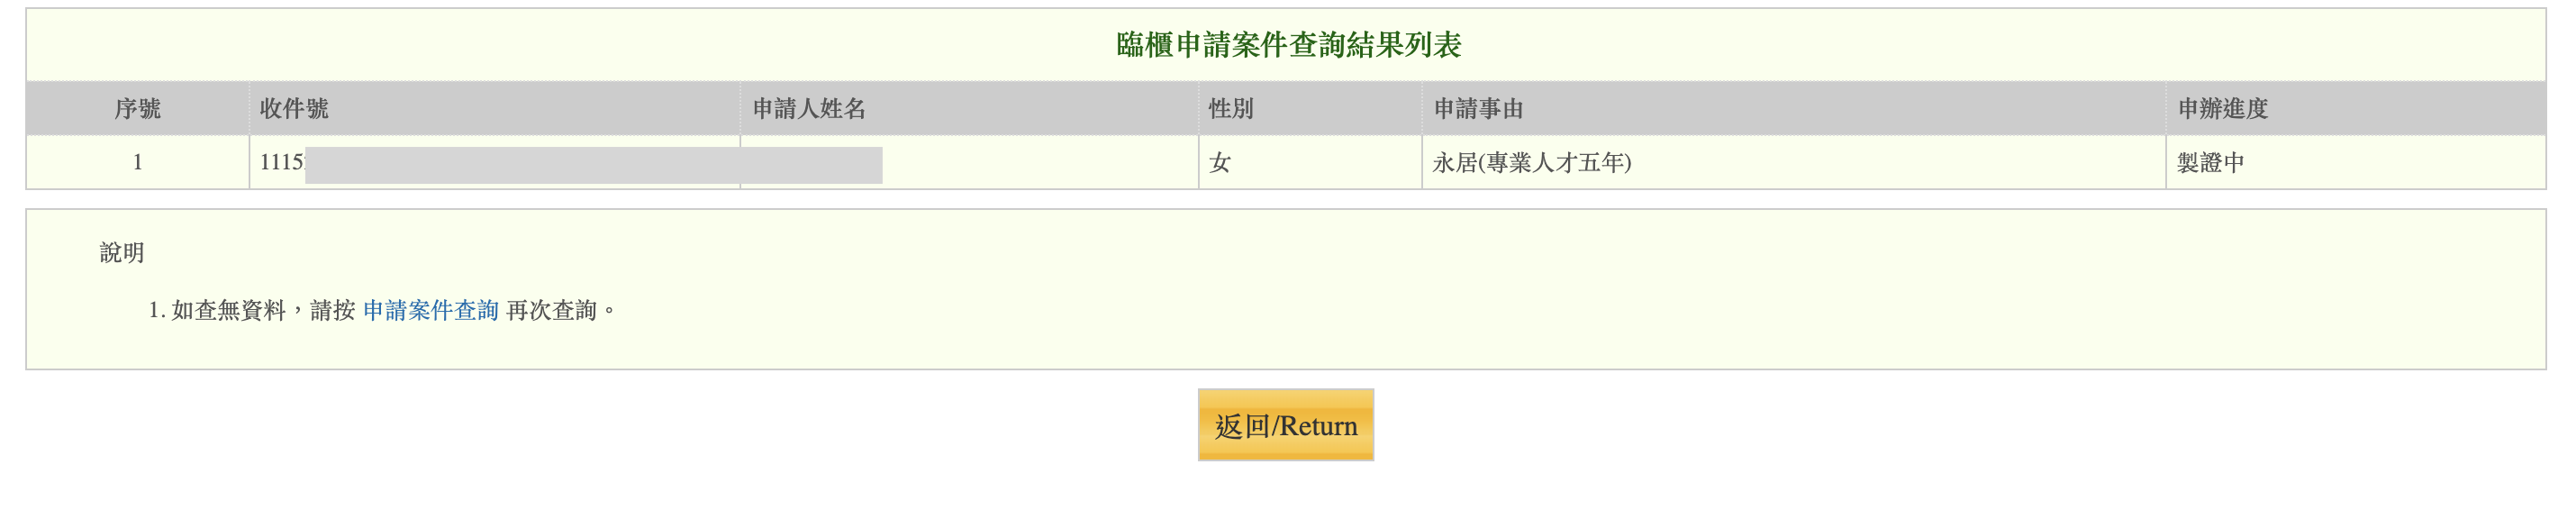 臨櫃申請案件查詢結果列表
序號 收件號 申請人姓名 性別 申請事由 申辦進度
1 1115 女 永居(專業人才五年) 製證中
說明
1. 如查無資料，請按 申請案件查詢 再次查詢。
返回/Return